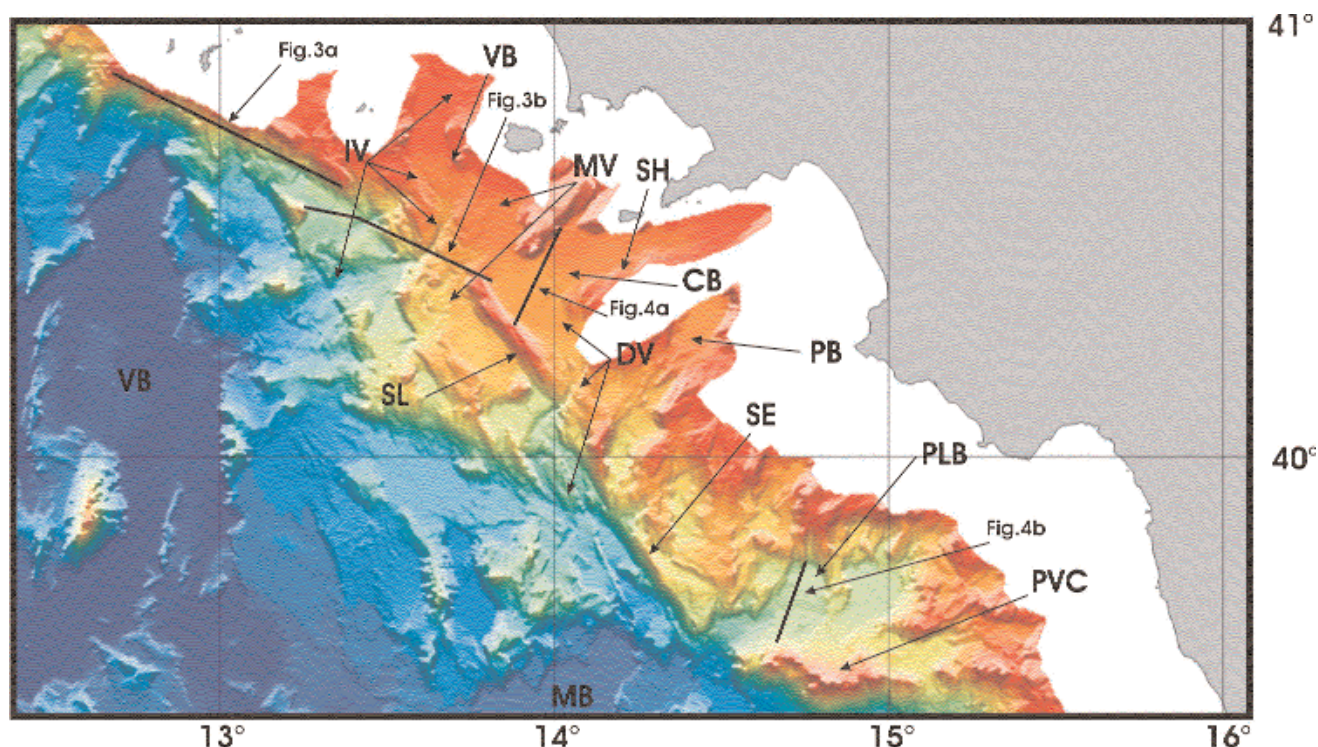 41°
Fig.3a
VB
Fig.3b
IV
MV
SH
CB
Fig.4a
DV
PB
VB
SL
SE
PLB
40°
Fig.4b
PVC
MB
13°
14°
15°
16°